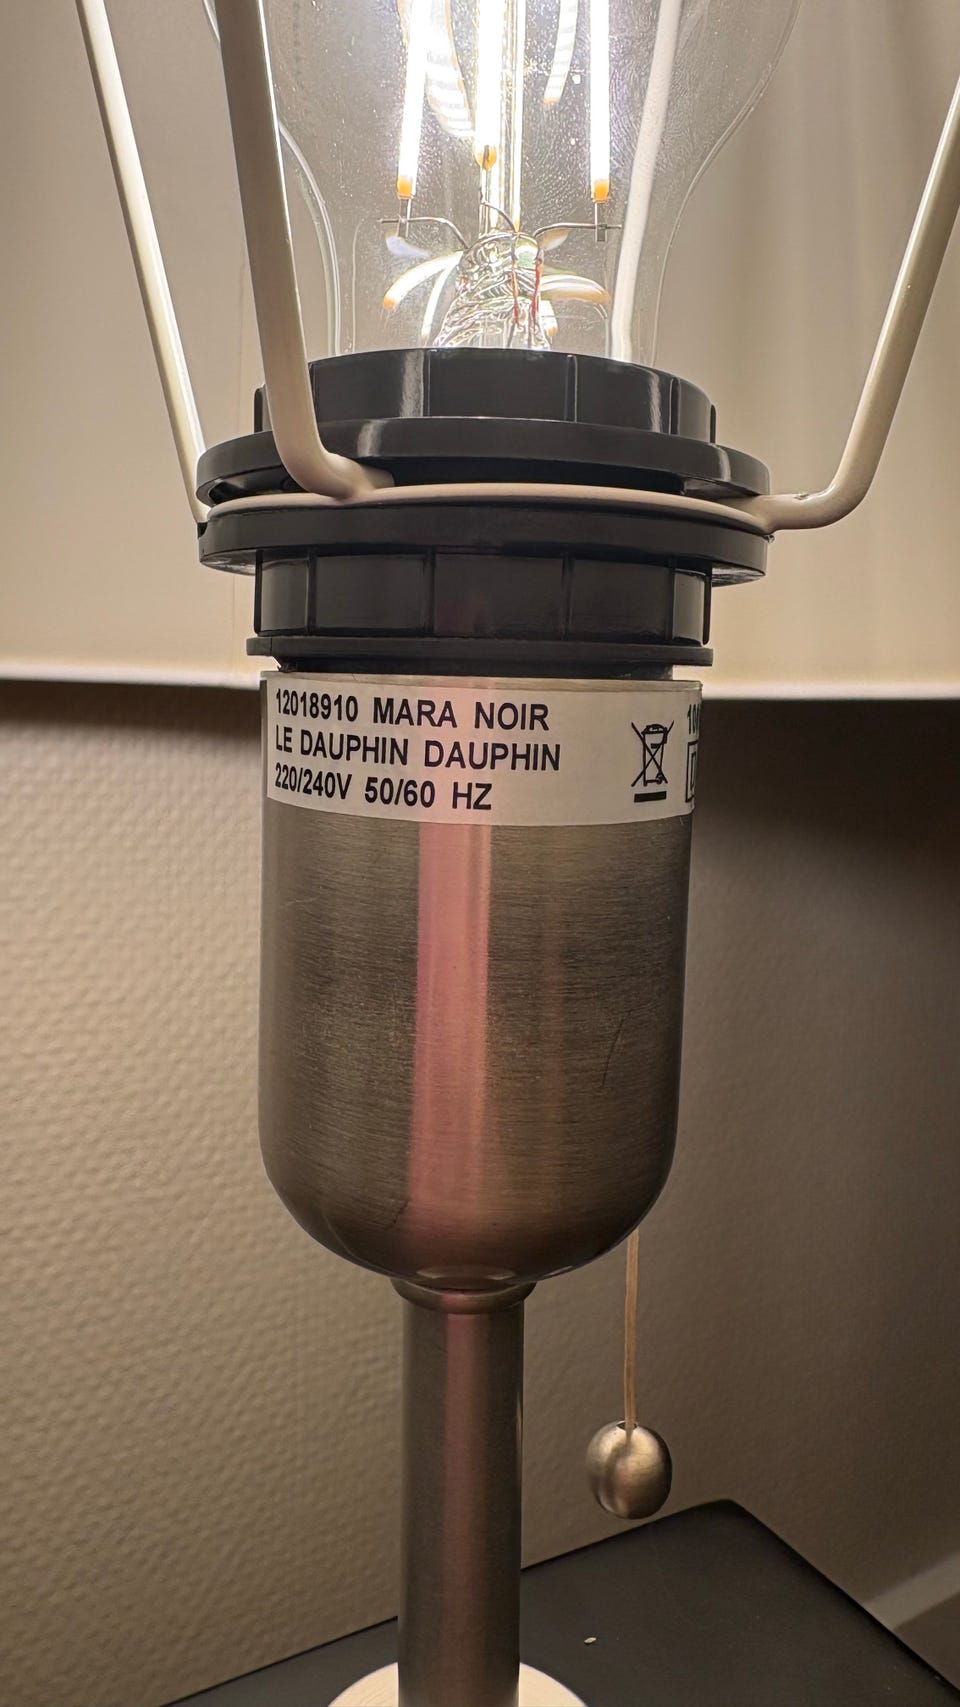 12018910 MARA NOIR
LE DAUPHIN DAUPHIN
220/240V 50/60 HZ